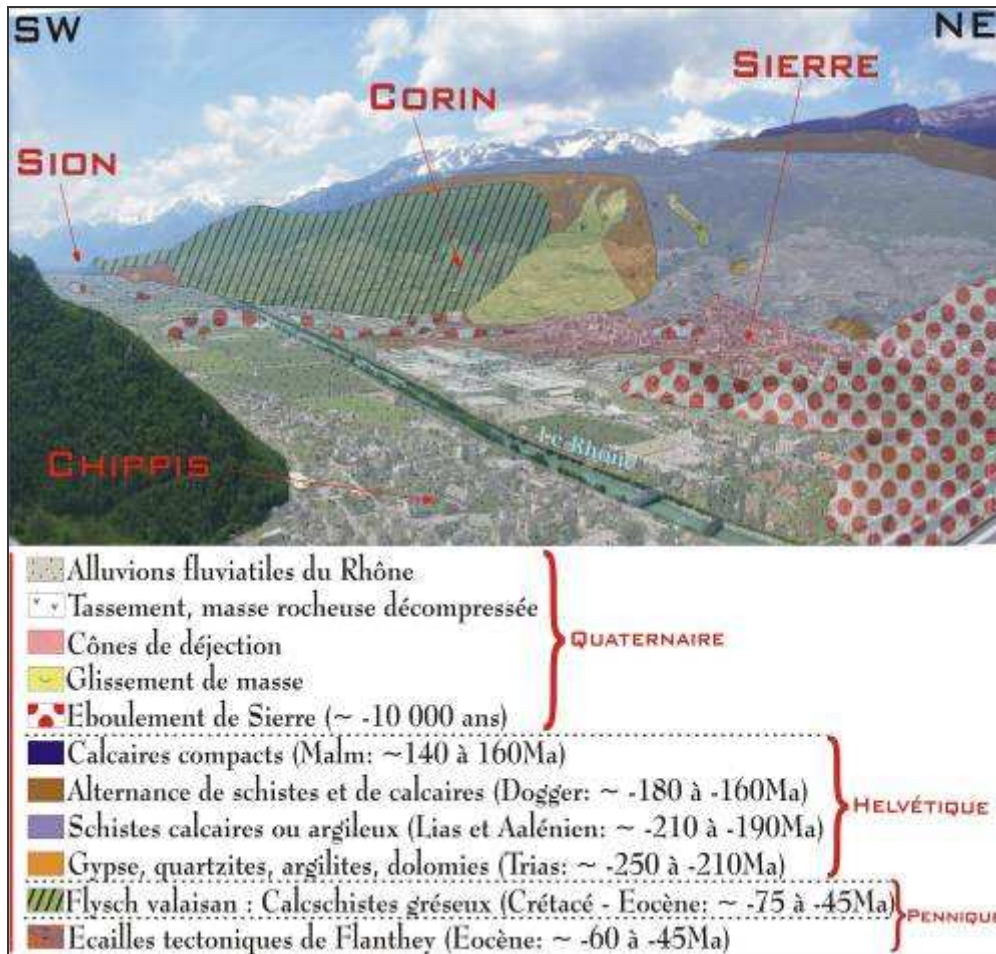 SW
NE
SIERRE
CORIN
SION
CHIPPIS
Le Rhône
Alluvions fluviatiles du Rhône
Tassement, masse rocheuse décompressée
Cônes de déjection
Glissement de masse
Eboulement de Sierre (~ -10 000 ans)
QUATERNAIRE
Calcaires compacts (Malm: ~140 à 160Ma)
Alternance de schistes et de calcaires (Dogger: ~ -180 à -160Ma)
Schistes calcaires ou argileux (Lias et Aalénien: ~ -210 à -190Ma)
Gypse, quartzites, argilites, dolomies (Trias: ~ -250 à -210Ma)
HELVÉTIQUE
Flysch valaisan : Calcschistes gréseux (Crétacé - Eocène: ~ -75 à -45Ma)
Ecailles tectoniques de Flanthey (Eocène: ~ -60 à -45Ma)
PENNIQUE